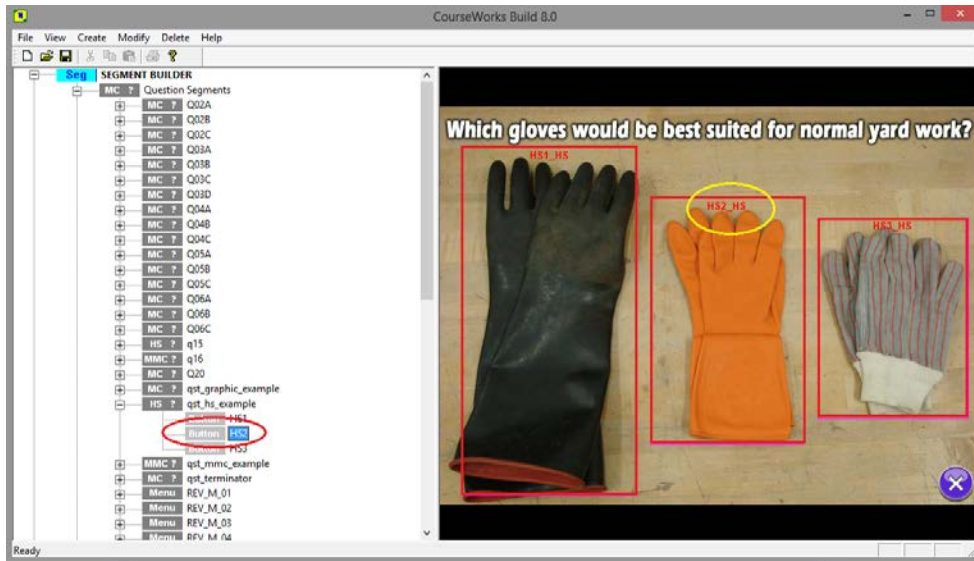 CourseWorks Build 8.0
File View Create Modify Delete Help
Seg SEGMENT BUILDER
MC ? Question Segments
MC ? Q02A
MC ? Q02B
MC ? Q02C
MC ? Q03A
MC ? Q03B
MC ? Q03C
MC ? Q03D
MC ? Q04A
MC ? Q04B
MC ? Q04C
MC ? Q05A
MC ? Q05B
MC ? Q05C
MC ? Q06A
MC ? Q06B
MC ? Q06C
HS ? q15
MMC ? q16
MC ? Q20
MC ? qst_graphic_example
HS ? qst_hs_example
Button HS1
Button HS2
Button HS3
MMC ? qst_mmc_example
MC ? qst_terminator
Menu REV_M_01
Menu REV_M_02
Menu REV_M_03
Menu REV_M_04
Which gloves would be best suited for normal yard work?
HS1_HS
HS2_HS
HS3_HS
Ready